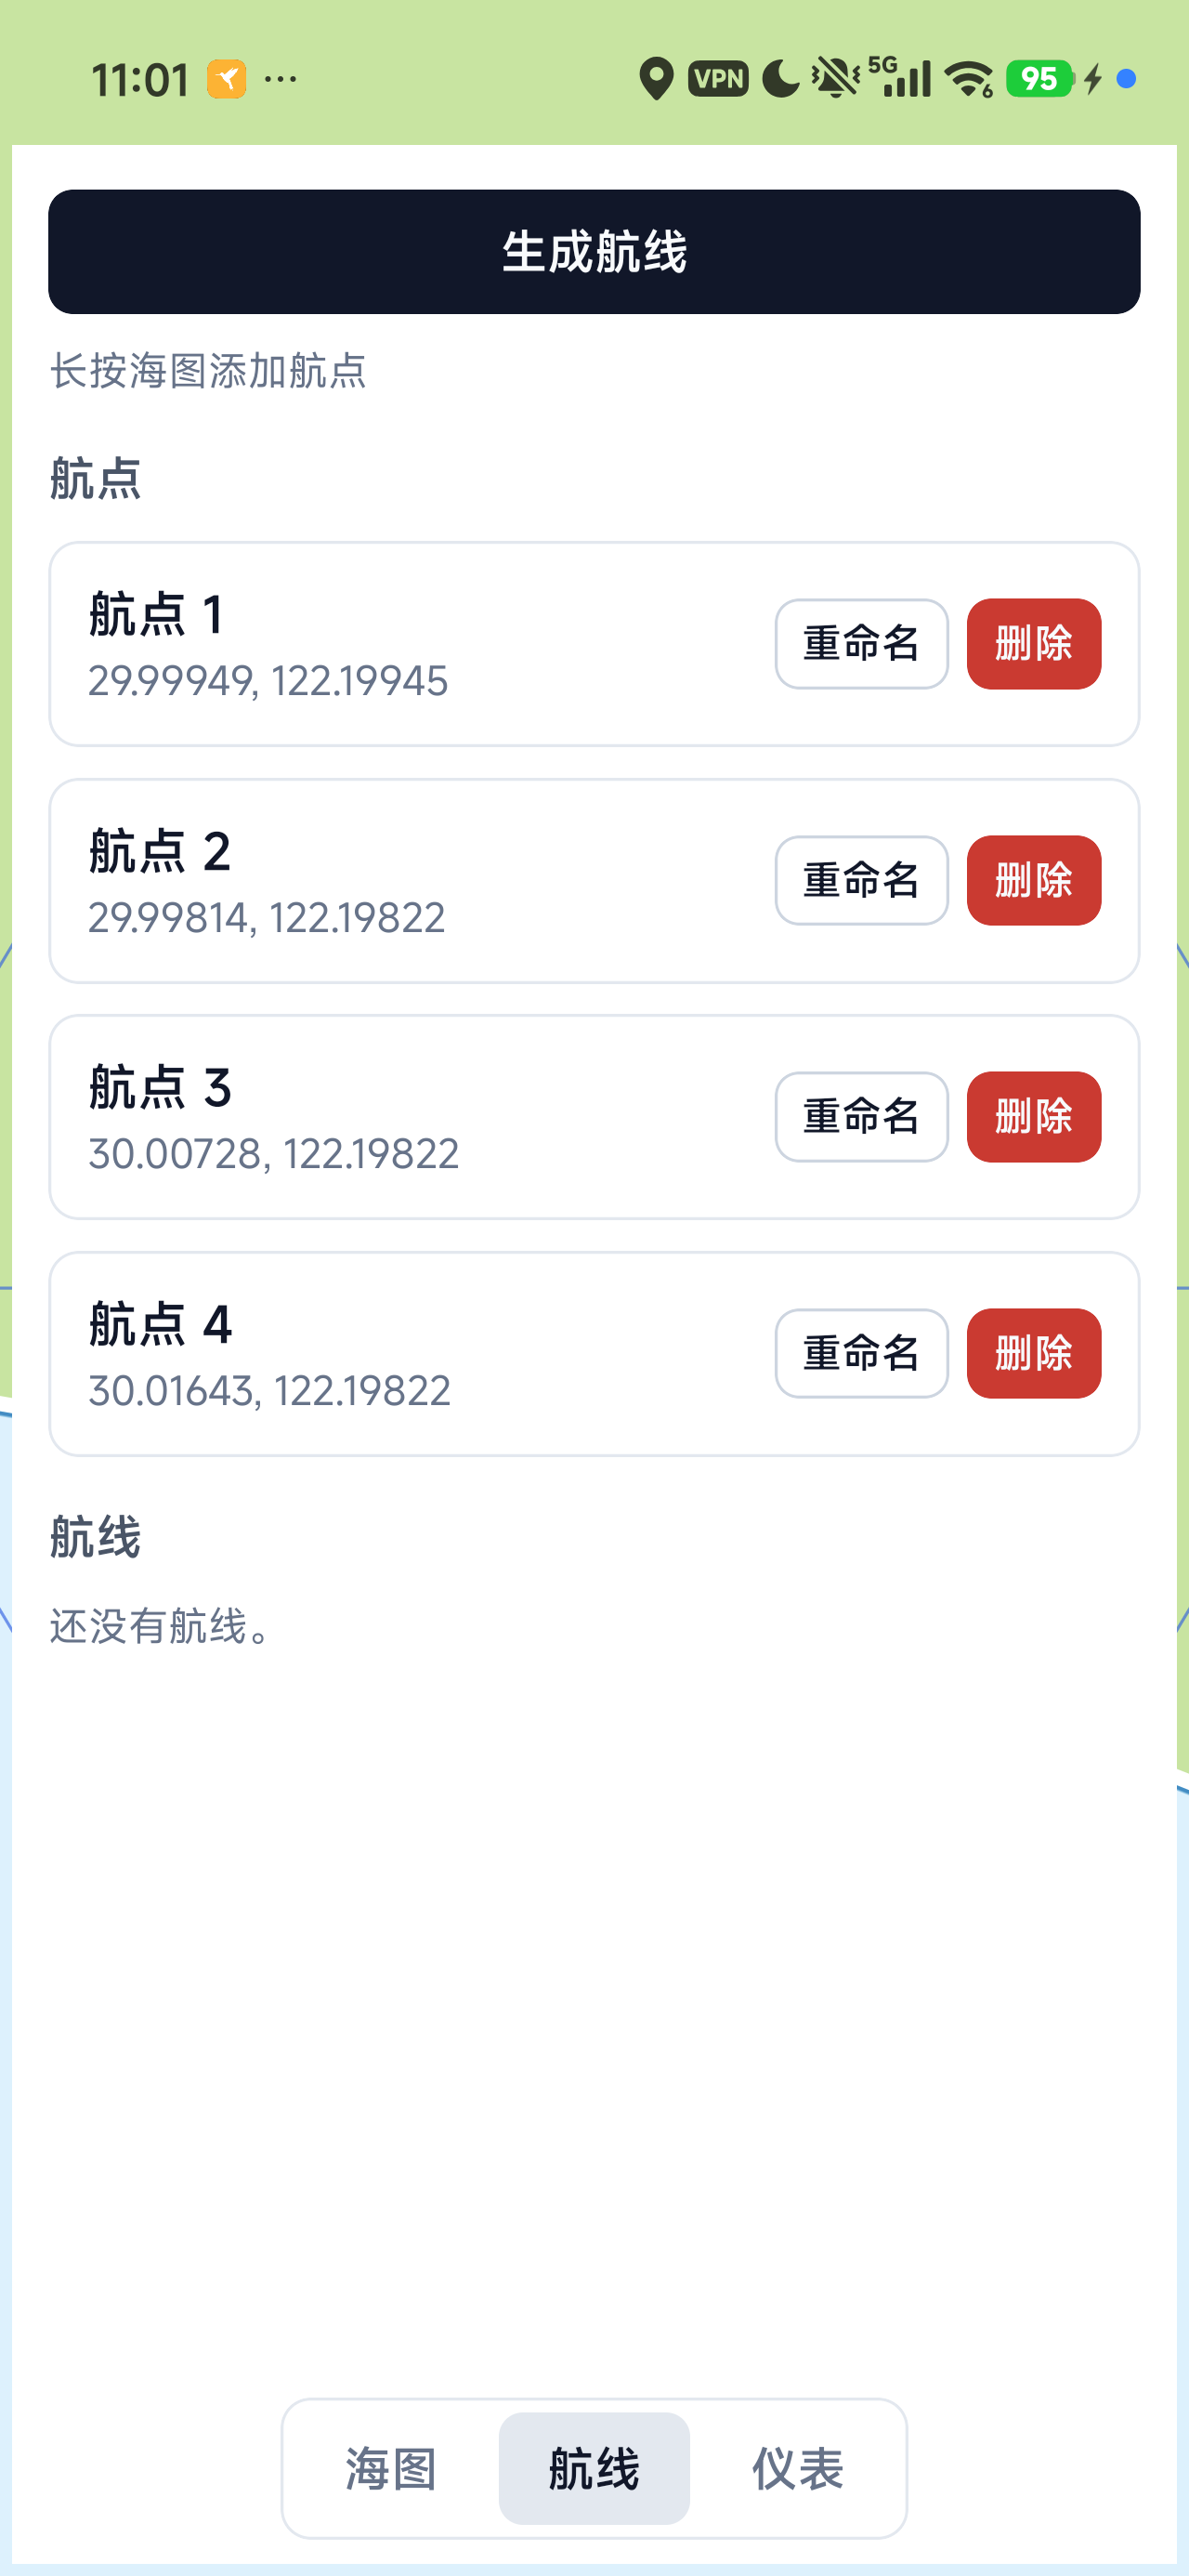 11:01 ... VPN 5G 6 95
生成航线
长按海图添加航点
航点
航点 1
29.99949, 122.19945
重命名 删除
航点 2
29.99814, 122.19822
重命名 删除
航点 3
30.00728, 122.19822
重命名 删除
航点 4
30.01643, 122.19822
重命名 删除
航线
还没有航线。
海图 航线 仪表